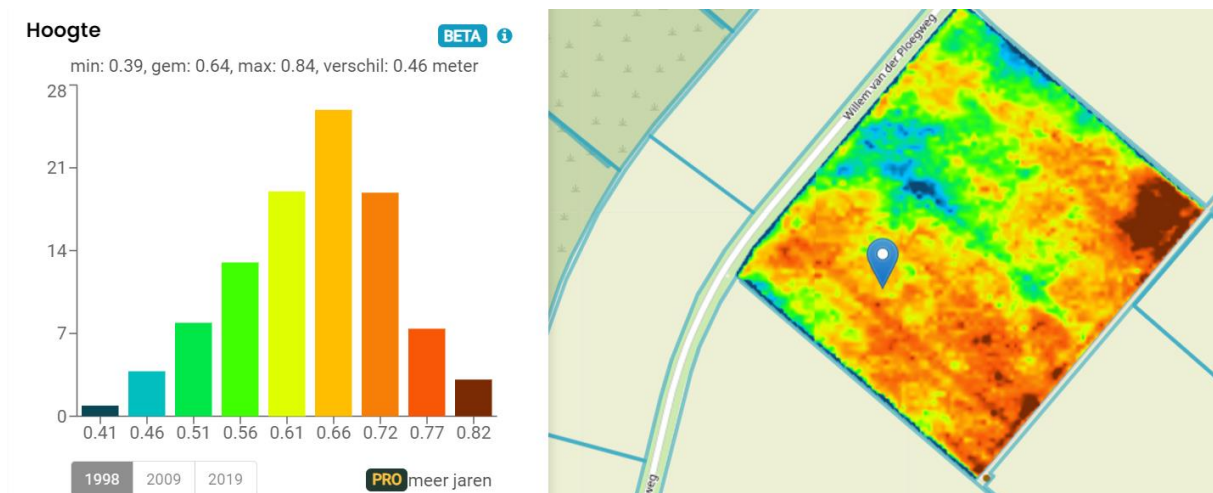 Hoogte
BETA
min: 0.39, gem: 0.64, max: 0.84, verschil: 0.46 meter
28
21
14
7
0
0.41 0.46 0.51 0.56 0.61 0.66 0.72 0.77 0.82
1998 2009 2019
PRO meer jaren
Willem van der Ploegweg
weg